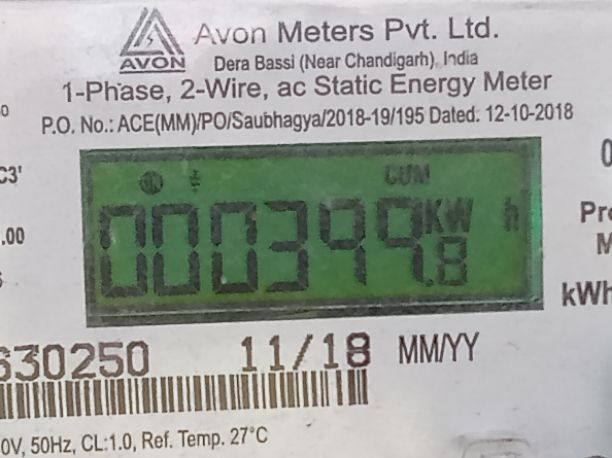 AVON
Avon Meters Pvt. Ltd.
Dera Bassi (Near Chandigarh), India
1-Phase, 2-Wire, ac Static Energy Meter
P.O. No.: ACE(MM)/PO/Saubhagya/2018-19/195 Dated: 12-10-2018
C3'
.00
CUM
000399.8 KW h
kWh
630250 11/18 MM/YY
0V, 50Hz, CL:1.0, Ref. Temp. 27°C